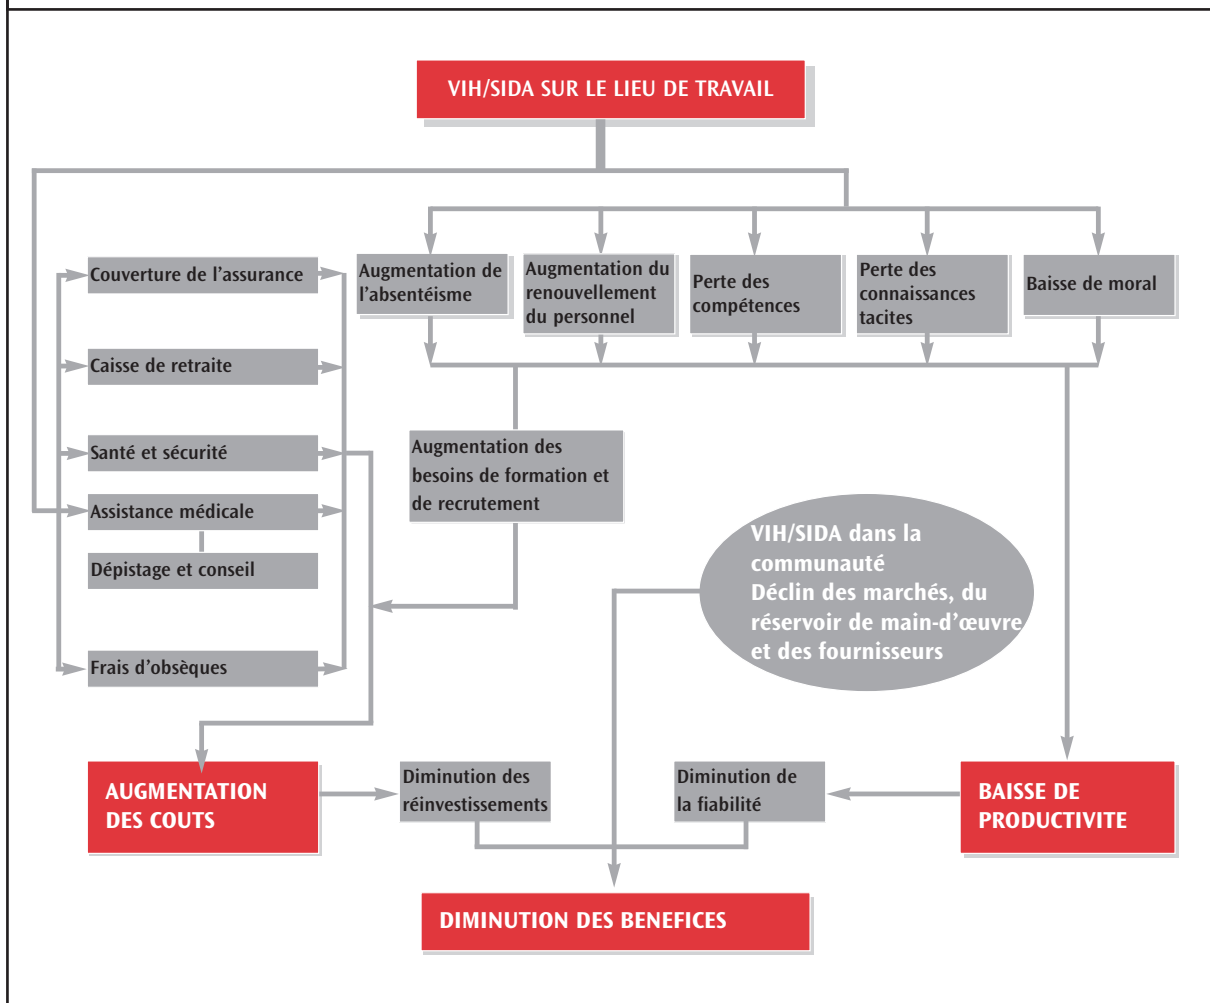 VIH/SIDA SUR LE LIEU DE TRAVAIL
Couverture de l'assurance
Augmentation de
l'absentéisme
Augmentation du
renouvellement
du personnel
Perte des
compétences
Perte des
connaissances
tacites
Baisse de moral
Caisse de retraite
Santé et sécurité
Assistance médicale
Dépistage et conseil
Frais d'obsèques
Augmentation des
besoins de formation et
de recrutement
VIH/SIDA dans la
communauté
Déclin des marchés, du
réservoir de main-d'œuvre
et des fournisseurs
AUGMENTATION
DES COUTS
Diminution des
réinvestissements
Diminution de
la fiabilité
BAISSE DE
PRODUCTIVITE
DIMINUTION DES BENEFICES